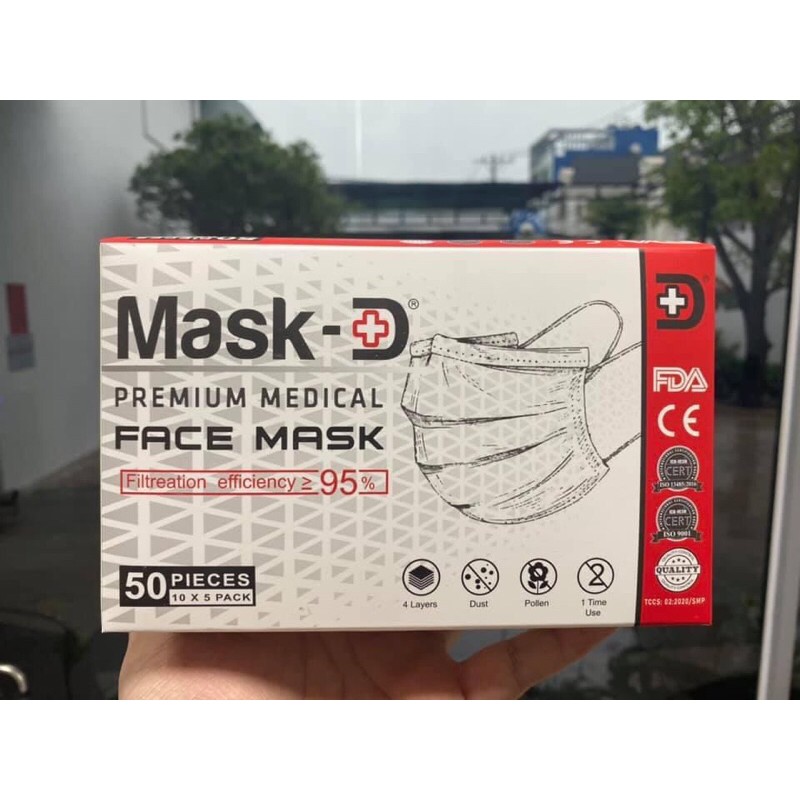 Mask-D®
PREMIUM MEDICAL
FACE MASK
Filtreation efficiency ≥ 95%
50 PIECES
10 X 5 PACK
4 Layers
Dust
Pollen
1 Time
Use
D®
FDA
CE
CERT
ISO 13485:2016
CERT
ISO 9001
QUALITY
TCCS: 02:2020/SMP